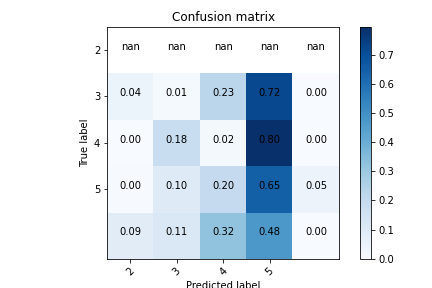 Confusion matrix
2 nan nan nan nan nan
3 0.04 0.01 0.23 0.72 0.00
4 0.00 0.18 0.02 0.80 0.00
5 0.00 0.10 0.20 0.65 0.05
0.09 0.11 0.32 0.48 0.00
2 3 4 5
True label
Predicted label
0.7
0.6
0.5
0.4
0.3
0.2
0.1
0.0